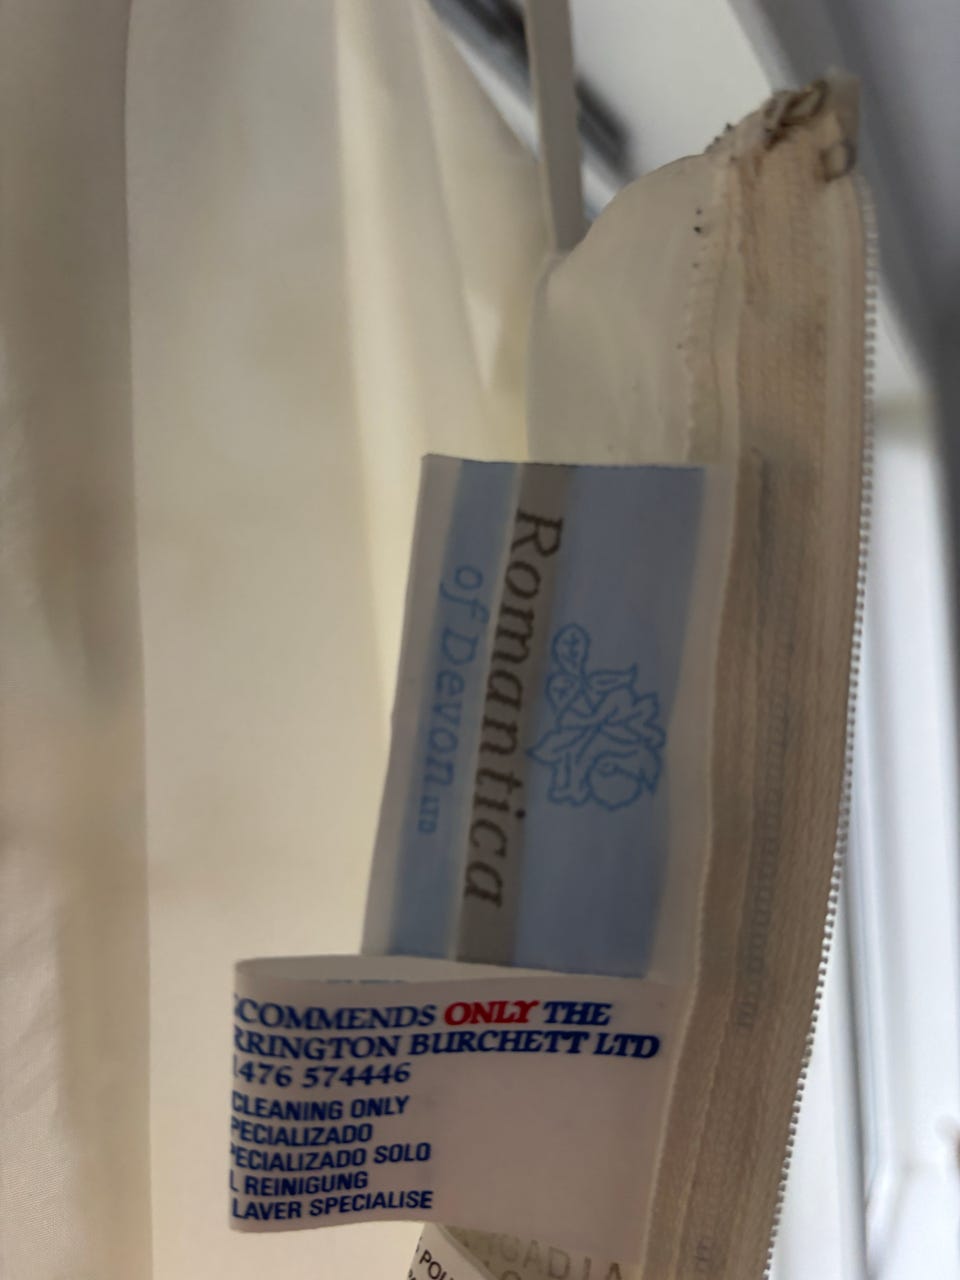 Romantica
of Devon LTD
COMMENDS ONLY THE
RRINGTON BURCHETT LTD
476 574446
CLEANING ONLY
PECIALIZADO
PECIALIZADO SOLO
L REINIGUNG
LAVER SPECIALISE